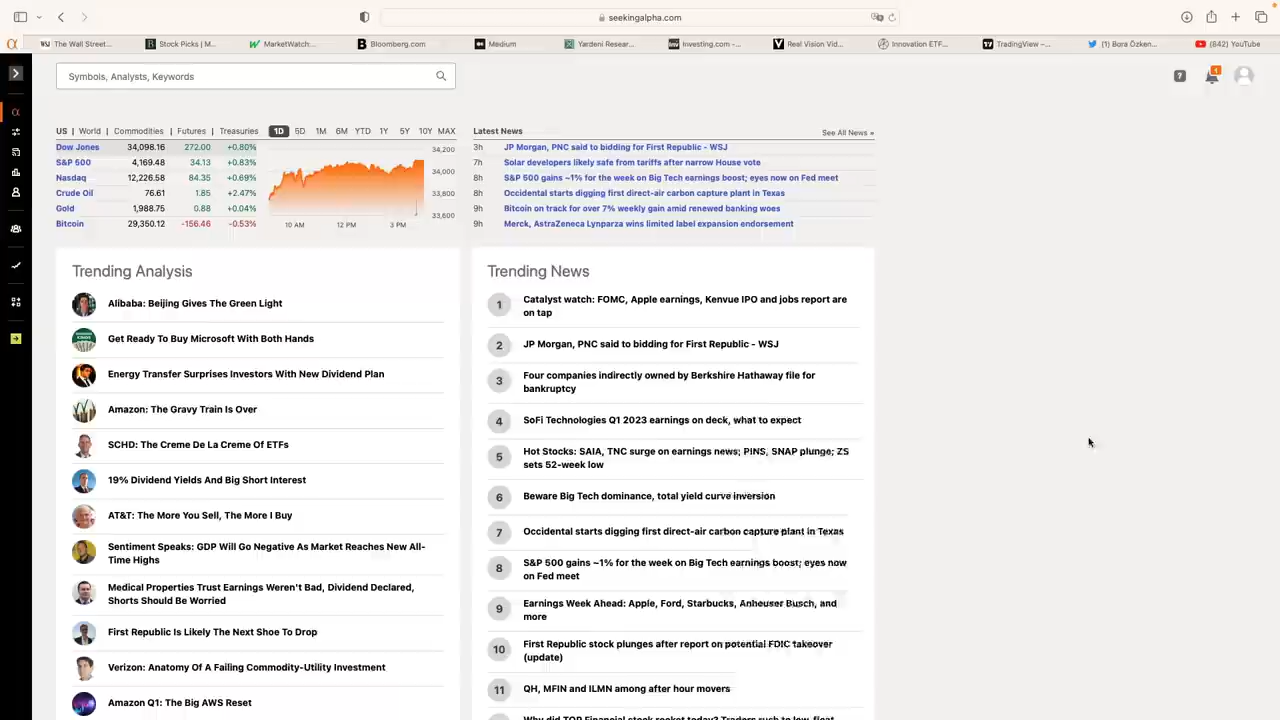 seekingalpha.com
The Wall Street...
Stock Picks | M...
MarketWatch:...
Bloomberg.com
Medium
Yardeni Resear...
Investing.com -...
Reel Vision Vid...
Innovation ETF...
TradingView –...
(1) Bora Özken...
(842) YouTube
Symbols, Analysts, Keywords
1
US | World | Commodities | Futures | Treasuries
1D 5D 1M 6M YTD 1Y 5Y 10Y MAX
Dow Jones 34,098.16 272.00 +0.80%
S&P 500 4,169.48 34.13 +0.83%
Nasdaq 12,226.58 84.35 +0.69%
Crude Oil 76.61 1.85 +2.47%
Gold 1,988.75 0.88 +0.04%
Bitcoin 29,350.12 -156.46 -0.53%
34,200
34,000
33,800
33,600
10 AM 12 PM 3 PM
Latest News
See All News »
3h JP Morgan, PNC said to bidding for First Republic - WSJ
7h Solar developers likely safe from tariffs after narrow House vote
8h S&P 500 gains ~1% for the week on Big Tech earnings boost; eyes now on Fed meet
8h Occidental starts digging first direct-air carbon capture plant in Texas
9h Bitcoin on track for over 7% weekly gain amid renewed banking woes
9h Merck, AstraZeneca Lynparza wins limited label expansion endorsement
Trending Analysis
Alibaba: Beijing Gives The Green Light
Get Ready To Buy Microsoft With Both Hands
Energy Transfer Surprises Investors With New Dividend Plan
Amazon: The Gravy Train Is Over
SCHD: The Creme De La Creme Of ETFs
19% Dividend Yields And Big Short Interest
AT&T: The More You Sell, The More I Buy
Sentiment Speaks: GDP Will Go Negative As Market Reaches New All-
Time Highs
Medical Properties Trust Earnings Weren't Bad, Dividend Declared,
Shorts Should Be Worried
First Republic Is Likely The Next Shoe To Drop
Verizon: Anatomy Of A Failing Commodity-Utility Investment
Amazon Q1: The Big AWS Reset
Trending News
1 Catalyst watch: FOMC, Apple earnings, Kenvue IPO and jobs report are
on tap
2 JP Morgan, PNC said to bidding for First Republic - WSJ
3 Four companies indirectly owned by Berkshire Hathaway file for
bankruptcy
4 SoFi Technologies Q1 2023 earnings on deck, what to expect
5 Hot Stocks: SAIA, TNC surge on earnings news; PINS, SNAP plunge; ZS
sets 52-week low
6 Beware Big Tech dominance, total yield curve inversion
7 Occidental starts digging first direct-air carbon capture plant in Texas
8 S&P 500 gains ~1% for the week on Big Tech earnings boost; eyes now
on Fed meet
9 Earnings Week Ahead: Apple, Ford, Starbucks, Anheuser Busch, and
more
10 First Republic stock plunges after report on potential FDIC takeover
(update)
11 QH, MFIN and ILMN among after hour movers
Why did TOP Financial stock rocket today? Traders rush to low-float